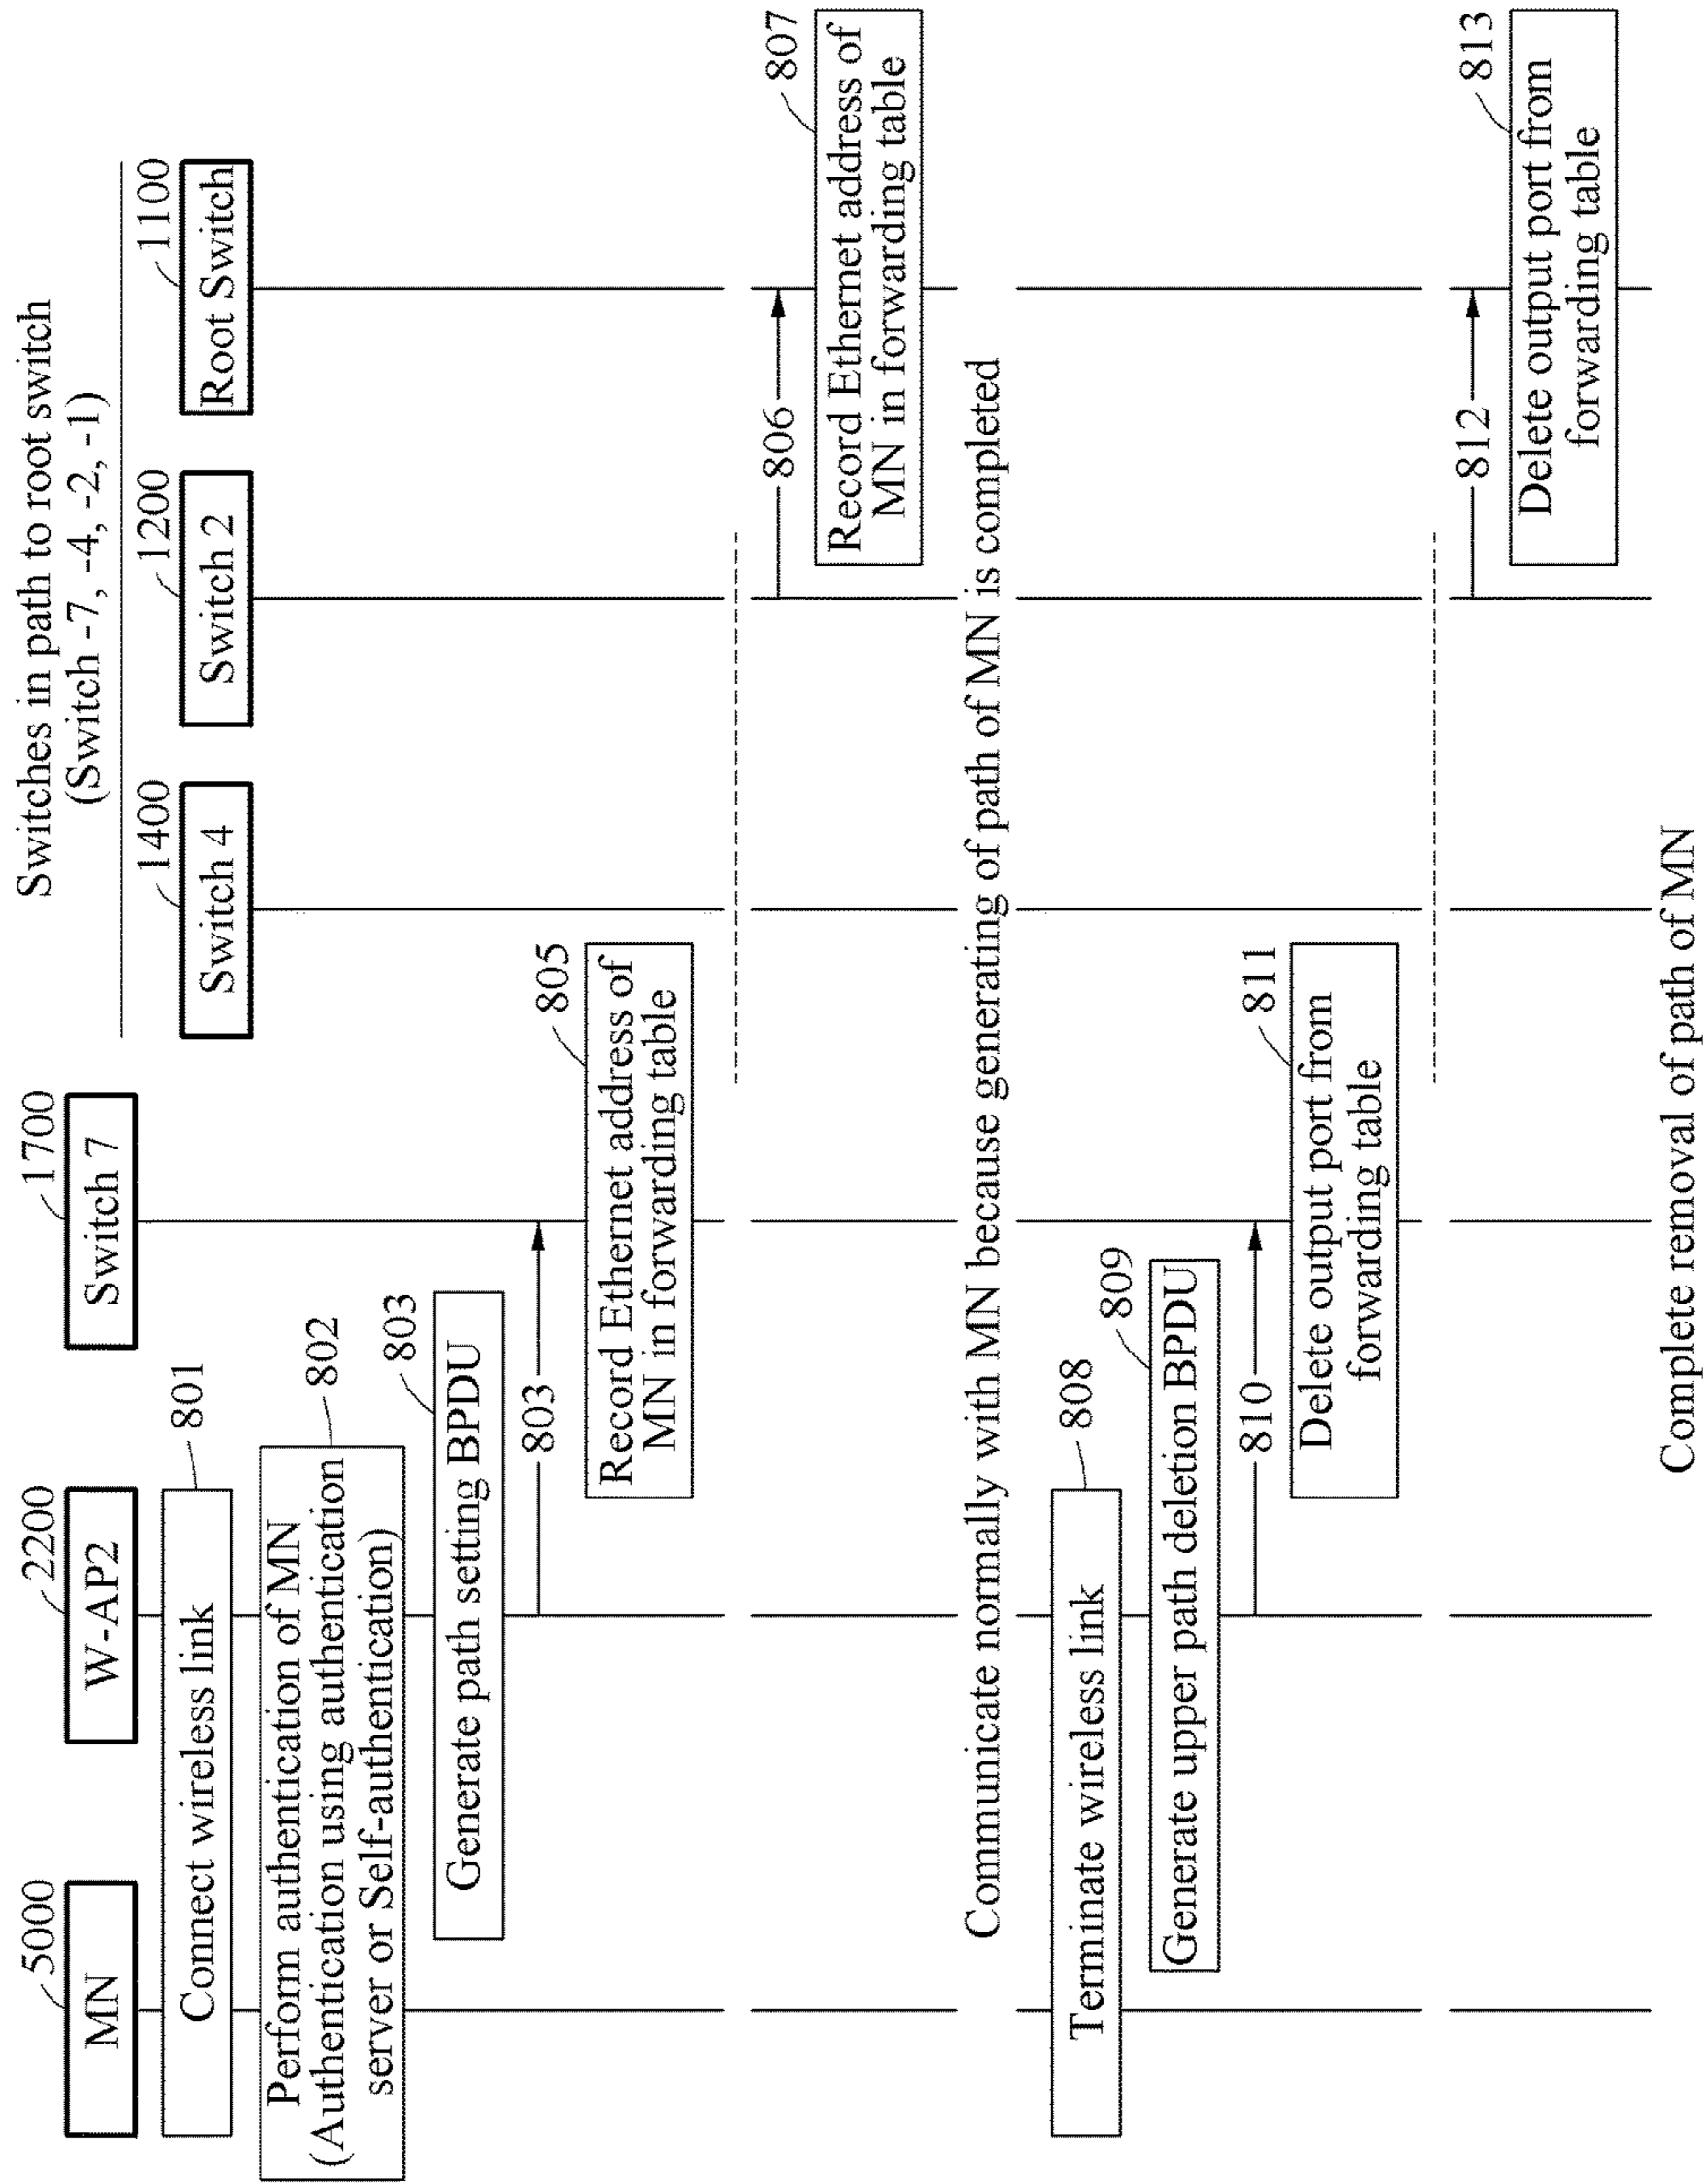 Switches in path to root switch
(Switch -7, -4, -2, -1)
5000
2200
1700
1400
1200
1100
MN
W-AP2
Switch 7
Switch 4
Switch 2
Root Switch
801
Connect wireless link
802
Perform authentication of MN
(Authentication using authentication
server or Self-authentication)
803
Generate path setting BPDU
803
805
Record Ethernet address of
MN in forwarding table
806
807
Record Ethernet address of
MN in forwarding table
Communicate normally with MN because generating of path of MN is completed
808
Terminate wireless link
809
Generate upper path deletion BPDU
810
811
Delete output port from
forwarding table
812
813
Delete output port from
forwarding table
Complete removal of path of MN